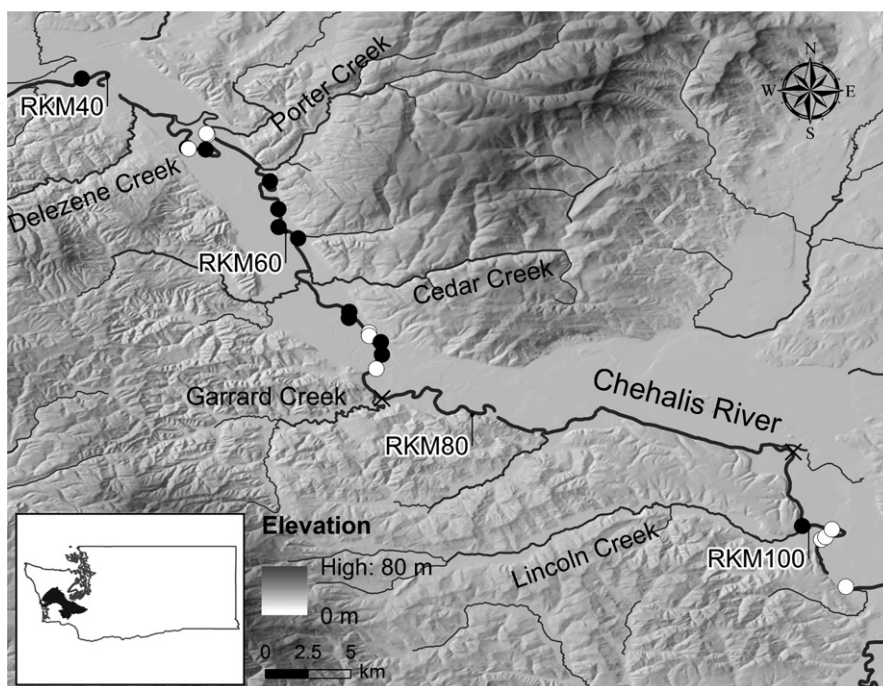 N
W E
S
Porter Creek
RKM40
Delezene Creek
RKM60
Cedar Creek
Garrard Creek
Chehalis River
RKM80
Lincoln Creek
RKM100
Elevation
High: 80 m
0 m
0 2.5 5
km